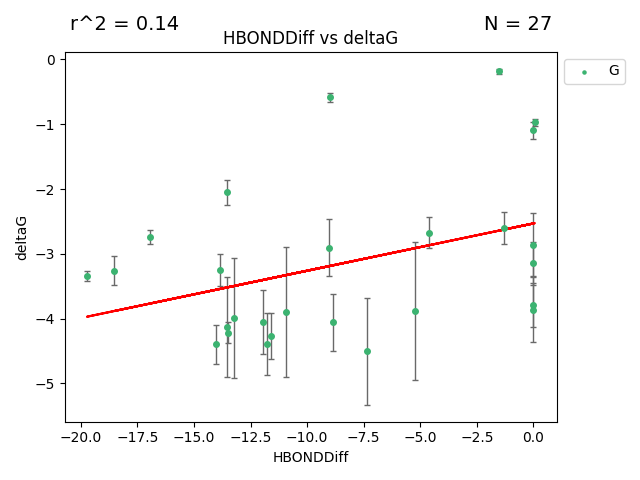 r^2 = 0.14
N = 27
HBONDDiff vs deltaG
G
0
−1
−2
−3
−4
−5
deltaG
−20.0 −17.5 −15.0 −12.5 −10.0 −7.5 −5.0 −2.5 0.0
HBONDDiff